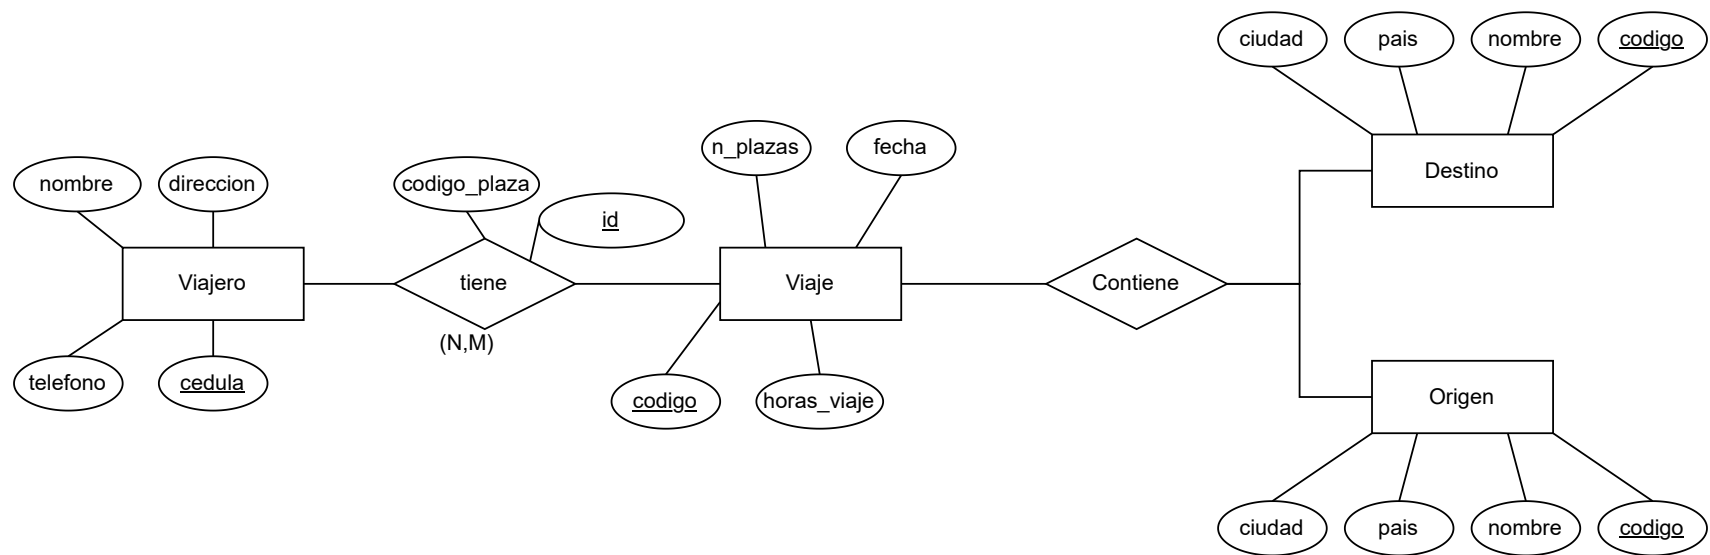 ciudad
pais
nombre
codigo
n_plazas
fecha
Destino
nombre
direccion
codigo_plaza
id
Viajero
tiene
Viaje
Contiene
(N,M)
telefono
cedula
codigo
horas_viaje
Origen
ciudad
pais
nombre
codigo